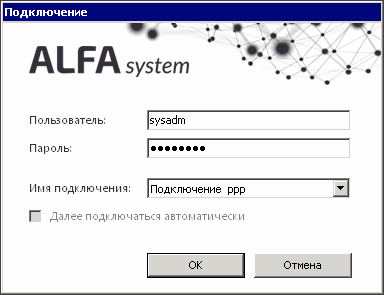 Подключение
ALFA system
Пользователь: sysadm
Пароль: ●●●●●●●●
Имя подключения: Подключение ppp
Далее подключаться автоматически
OK Отмена